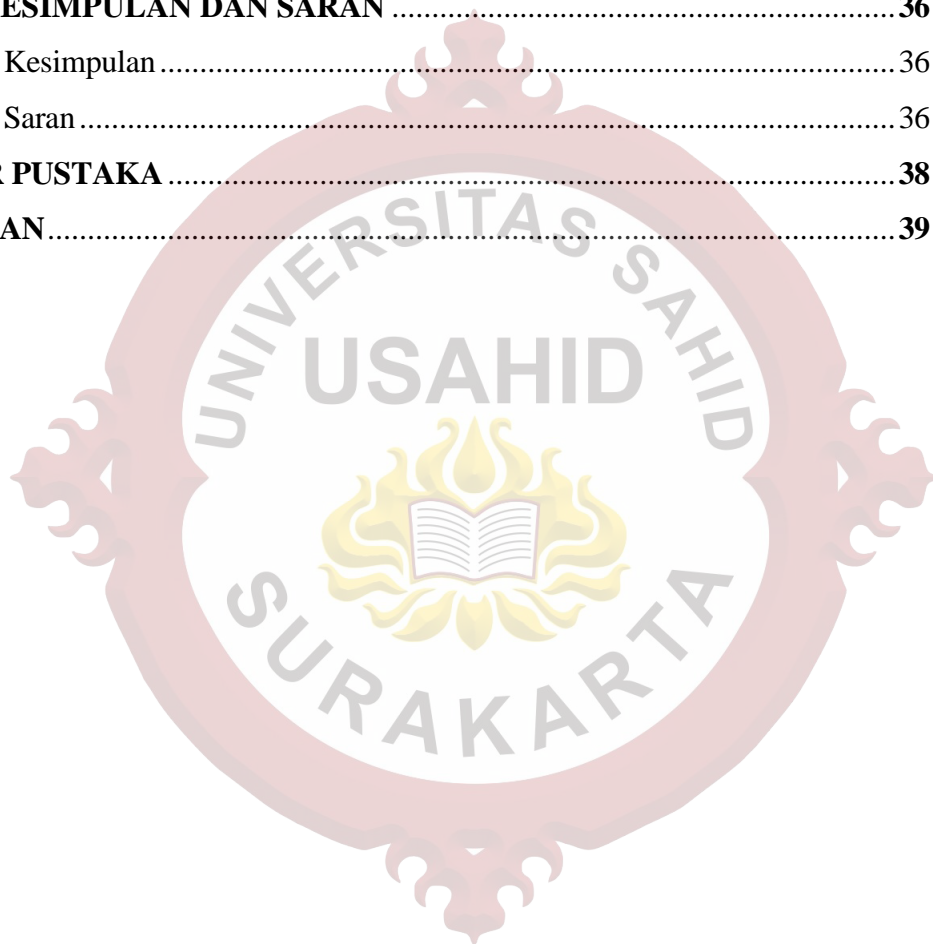 ESIMPULAN DAN SARAN ........ 36
Kesimpulan ........ 36
Saran ........ 36
R PUSTAKA ........ 38
AN ........ 39
UNIVERSITAS SAHID
USAHID
SURAKARTA